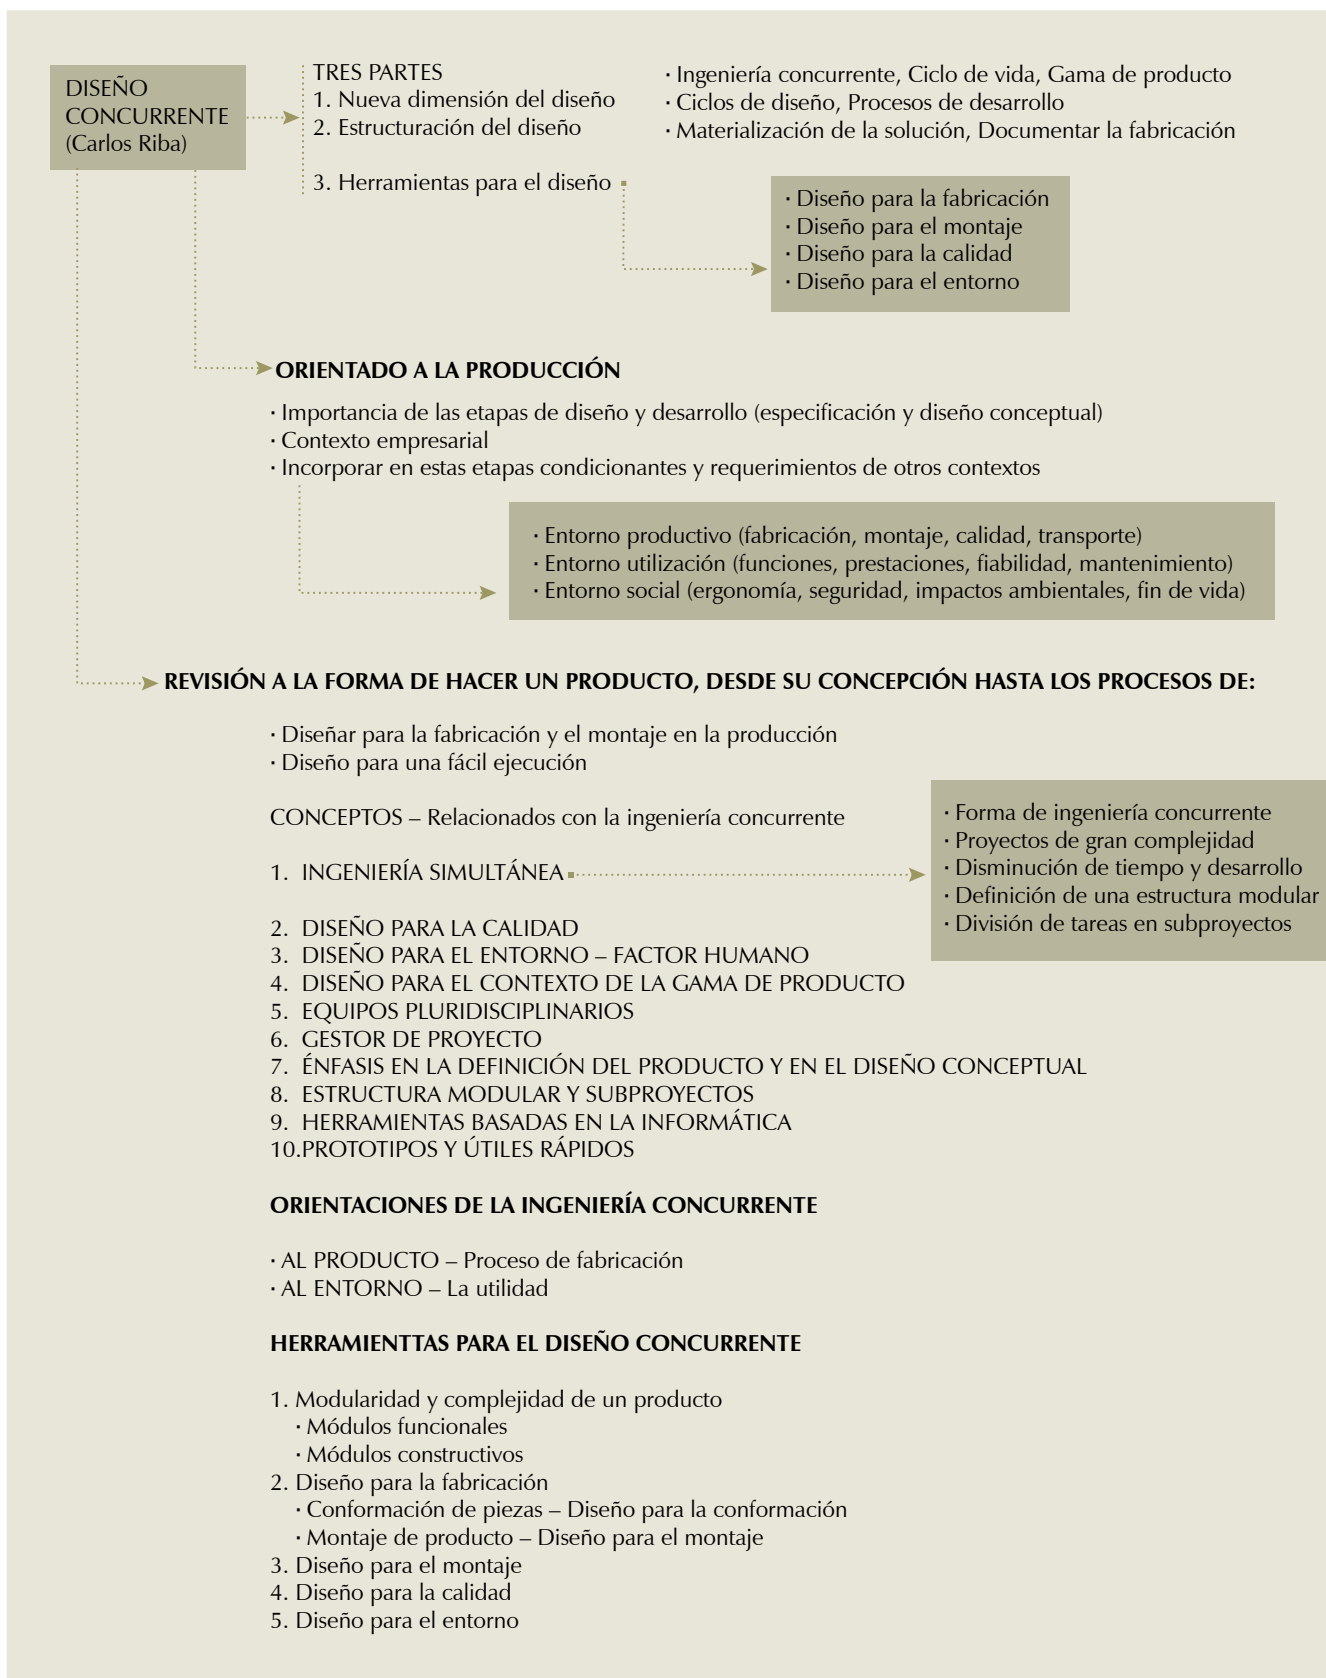 DISEÑO
CONCURRENTE
(Carlos Riba)
TRES PARTES
1. Nueva dimensión del diseño
2. Estructuración del diseño
3. Herramientas para el diseño
· Ingeniería concurrente, Ciclo de vida, Gama de producto
· Ciclos de diseño, Procesos de desarrollo
· Materialización de la solución, Documentar la fabricación
· Diseño para la fabricación
· Diseño para el montaje
· Diseño para la calidad
· Diseño para el entorno
ORIENTADO A LA PRODUCCIÓN
· Importancia de las etapas de diseño y desarrollo (especificación y diseño conceptual)
· Contexto empresarial
· Incorporar en estas etapas condicionantes y requerimientos de otros contextos
· Entorno productivo (fabricación, montaje, calidad, transporte)
· Entorno utilización (funciones, prestaciones, fiabilidad, mantenimiento)
· Entorno social (ergonomía, seguridad, impactos ambientales, fin de vida)
REVISIÓN A LA FORMA DE HACER UN PRODUCTO, DESDE SU CONCEPCIÓN HASTA LOS PROCESOS DE:
· Diseñar para la fabricación y el montaje en la producción
· Diseño para una fácil ejecución
CONCEPTOS – Relacionados con la ingeniería concurrente
1. INGENIERÍA SIMULTÁNEA
· Forma de ingeniería concurrente
· Proyectos de gran complejidad
· Disminución de tiempo y desarrollo
· Definición de una estructura modular
· División de tareas en subproyectos
2. DISEÑO PARA LA CALIDAD
3. DISEÑO PARA EL ENTORNO – FACTOR HUMANO
4. DISEÑO PARA EL CONTEXTO DE LA GAMA DE PRODUCTO
5. EQUIPOS PLURIDISCIPLINARIOS
6. GESTOR DE PROYECTO
7. ÉNFASIS EN LA DEFINICIÓN DEL PRODUCTO Y EN EL DISEÑO CONCEPTUAL
8. ESTRUCTURA MODULAR Y SUBPROYECTOS
9. HERRAMIENTAS BASADAS EN LA INFORMÁTICA
10.PROTOTIPOS Y ÚTILES RÁPIDOS
ORIENTACIONES DE LA INGENIERÍA CONCURRENTE
· AL PRODUCTO – Proceso de fabricación
· AL ENTORNO – La utilidad
HERRAMIENTTAS PARA EL DISEÑO CONCURRENTE
1. Modularidad y complejidad de un producto
· Módulos funcionales
· Módulos constructivos
2. Diseño para la fabricación
· Conformación de piezas – Diseño para la conformación
· Montaje de producto – Diseño para el montaje
3. Diseño para el montaje
4. Diseño para la calidad
5. Diseño para el entorno